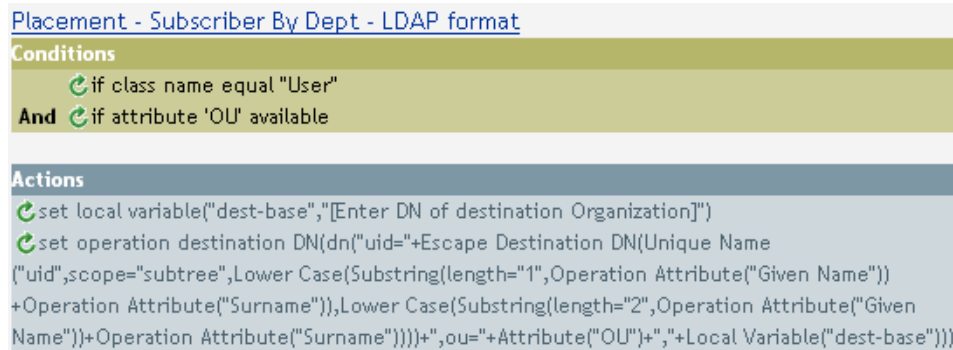 Placement - Subscriber By Dept - LDAP format
Conditions
if class name equal "User"
And if attribute 'OU' available
Actions
set local variable("dest-base","[Enter DN of destination Organization]")
set operation destination DN(dn("uid="+Escape Destination DN(Unique Name
("uid",scope="subtree",Lower Case(Substring(length="1",Operation Attribute("Given Name"))
+Operation Attribute("Surname")),Lower Case(Substring(length="2",Operation Attribute("Given
Name"))+Operation Attribute("Surname"))))+",ou="+Attribute("OU")+","+Local Variable("dest-base")))